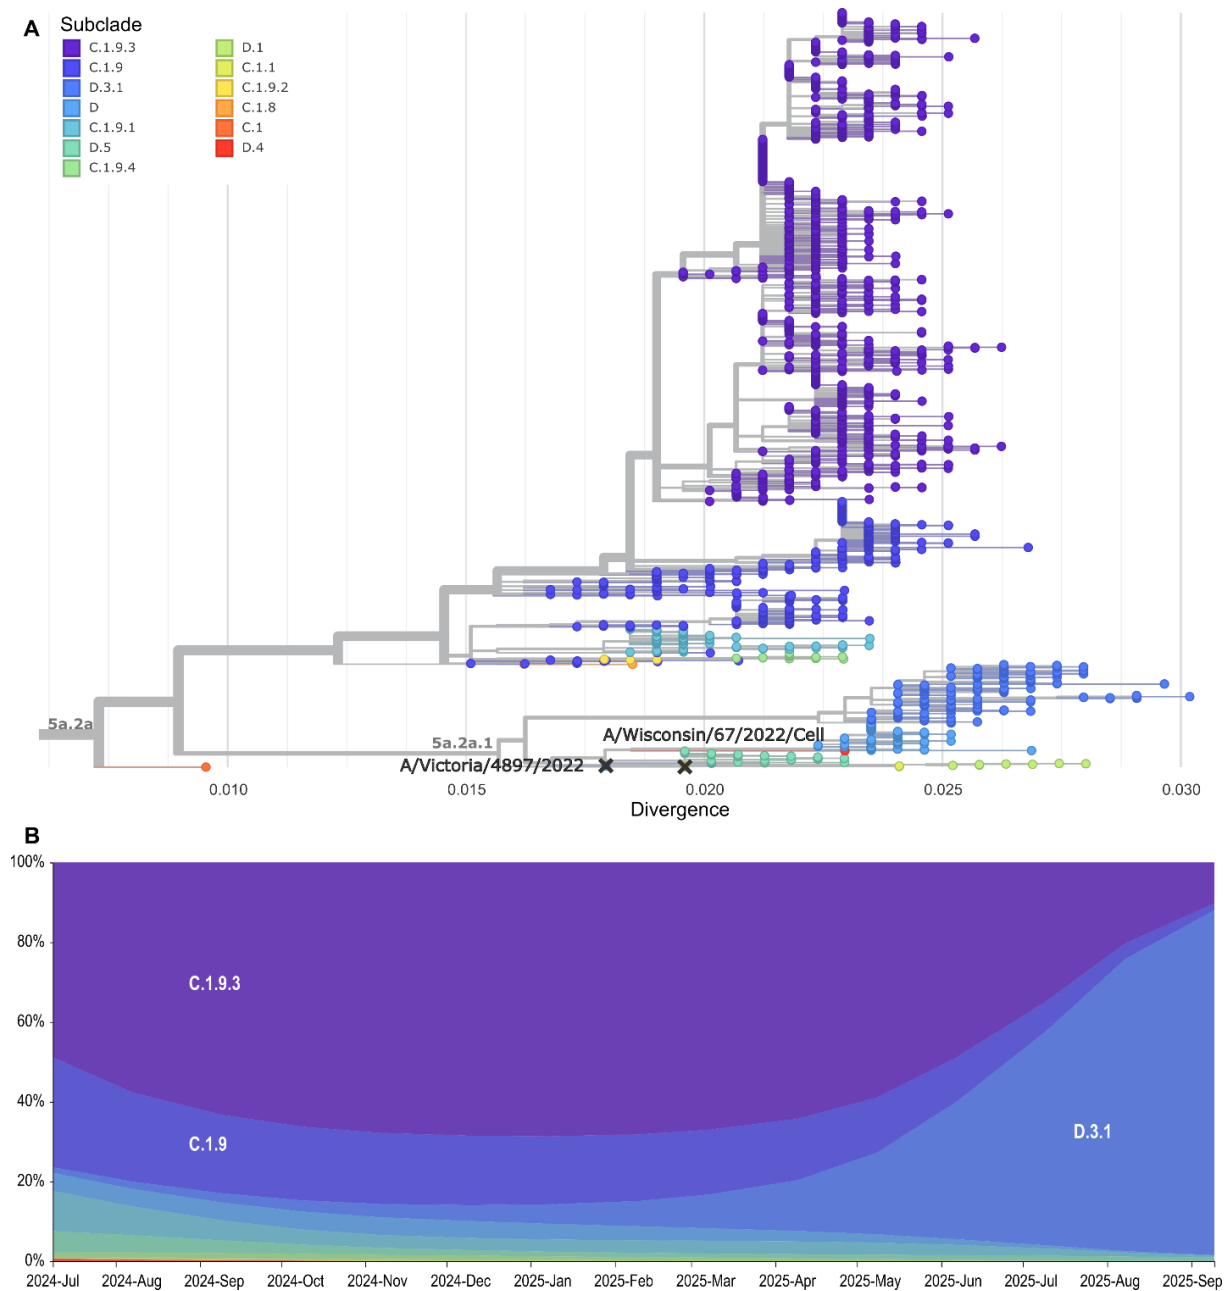 A
Subclade
C.1.9.3
C.1.9
D.3.1
D
C.1.9.1
D.5
C.1.9.4
D.1
C.1.1
C.1.9.2
C.1.8
C.1
D.4
5a.2a
5a.2a.1
A/Wisconsin/67/2022/Cell
A/Victoria/4897/2022
0.010 0.015 0.020 0.025 0.030
Divergence
B
100%
80%
60%
40%
20%
0%
C.1.9.3
C.1.9
D.3.1
2024-Jul 2024-Aug 2024-Sep 2024-Oct 2024-Nov 2024-Dec 2025-Jan 2025-Feb 2025-Mar 2025-Apr 2025-May 2025-Jun 2025-Jul 2025-Aug 2025-Sep